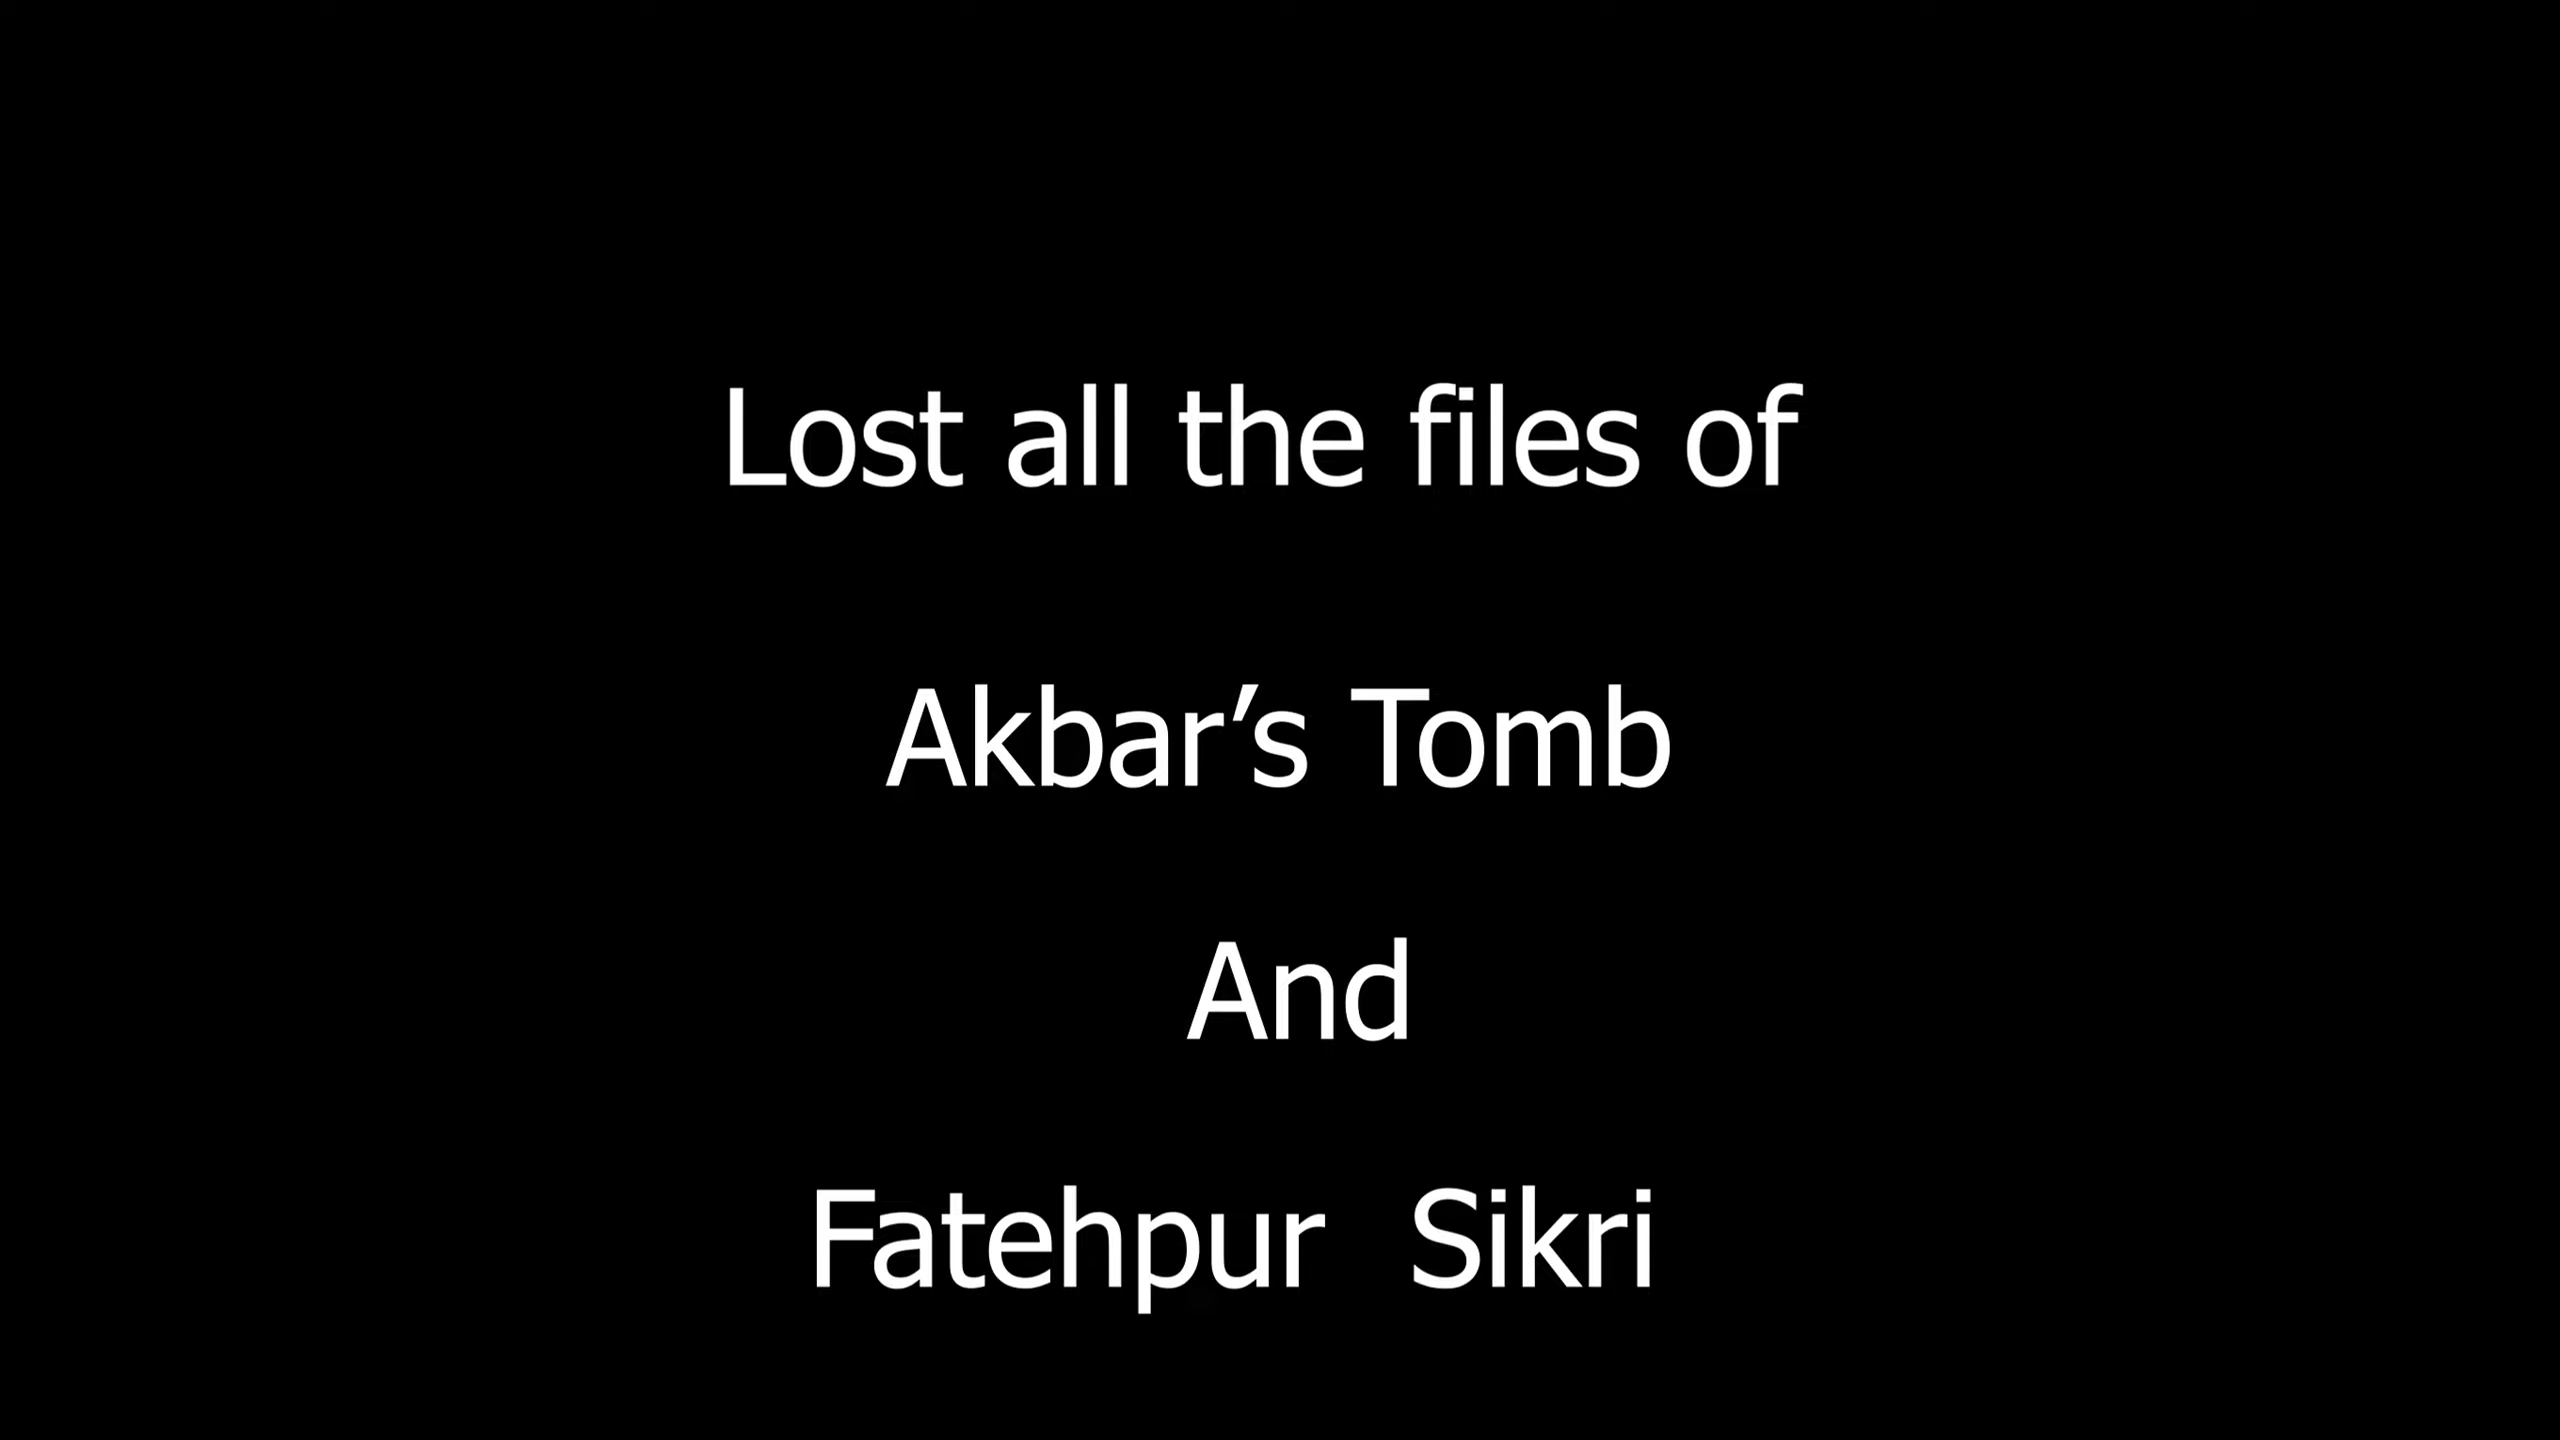 Lost all the files of
Akbar’s Tomb
And
Fatehpur  Sikri